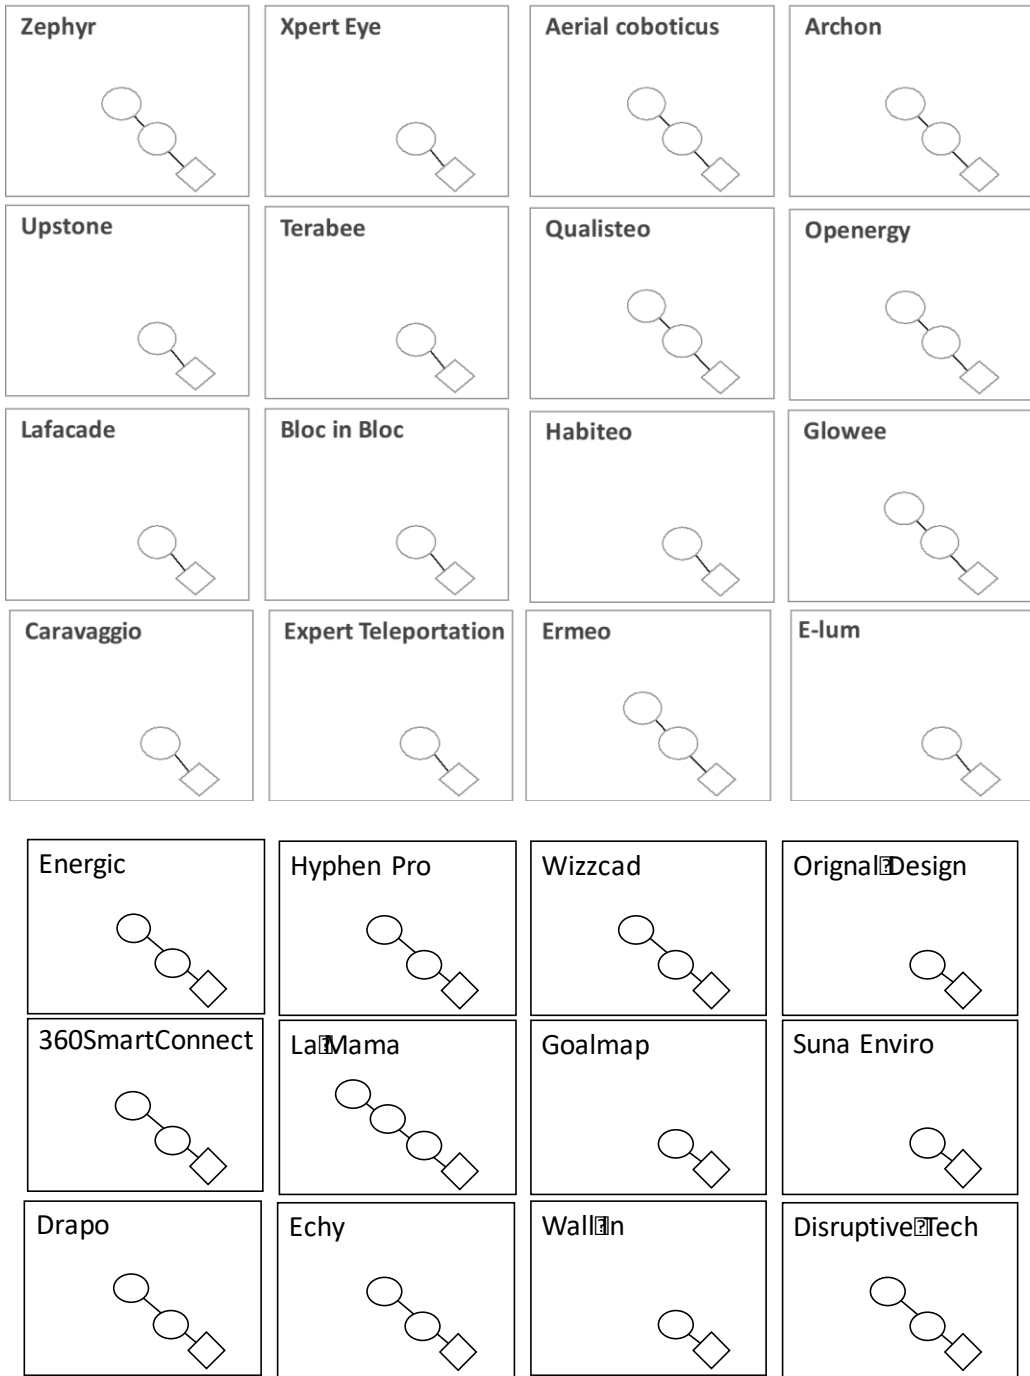 Zephyr
Xpert Eye
Aerial coboticus
Archon
Upstone
Terabee
Qualisteo
Openergy
Lafacade
Bloc in Bloc
Habiteo
Glowee
Caravaggio
Expert Teleportation
Ermeo
E-lum
Energic
Hyphen Pro
Wizzcad
Orignal⍰Design
360SmartConnect
La⍰Mama
Goalmap
Suna Enviro
Drapo
Echy
Wall⍰In
Disruptive⍰Tech